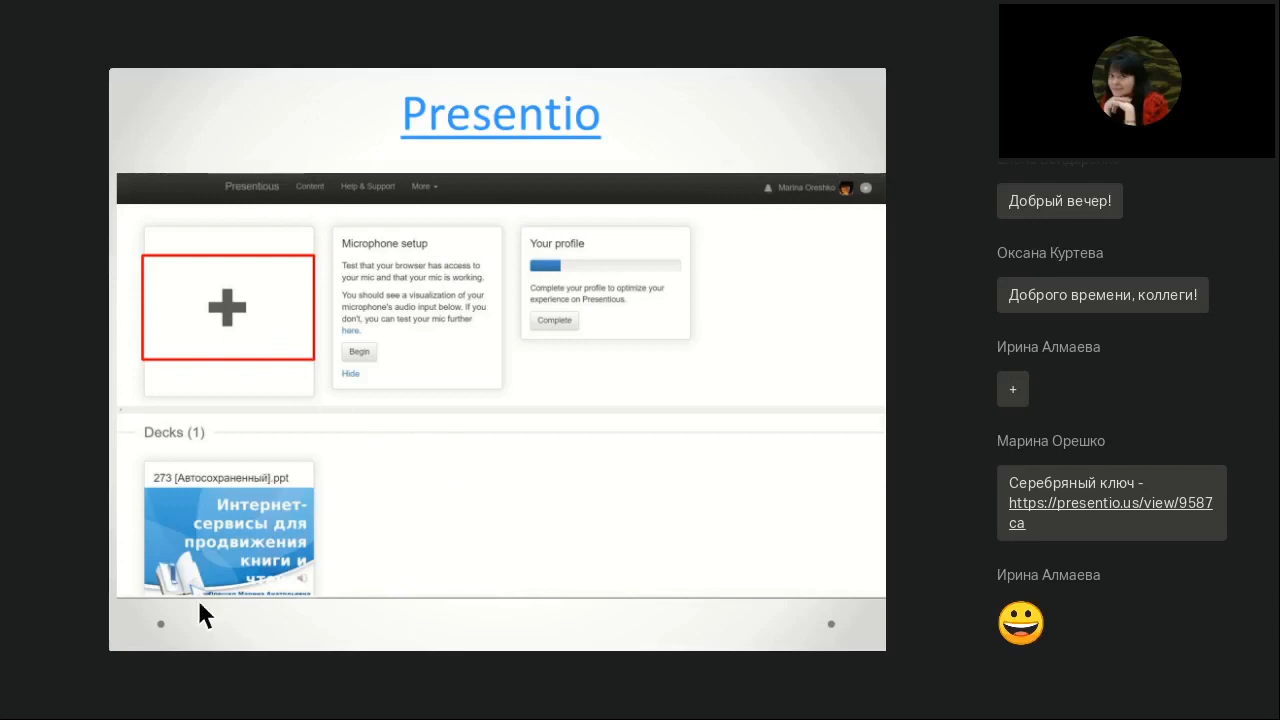 Presentio
Presentious Content Help & Support More Marina Oreshko
Microphone setup
Test that your browser has access to
your mic and that your mic is working.
You should see a visualization of your
microphone's audio input below. If you
don't, you can test your mic further
here.
Begin
Hide
Your profile
Complete your profile to optimize your
experience on Presentious.
Complete
Decks (1)
273 [Автосохраненный].ppt
Интернет-
сервисы для
продвижения
книги и
Орешко Марина Анатольевна
Добрый вечер!
Оксана Куртева
Доброго времени, коллеги!
Ирина Алмаева
+
Марина Орешко
Серебряный ключ -
https://presentio.us/view/9587
ca
Ирина Алмаева